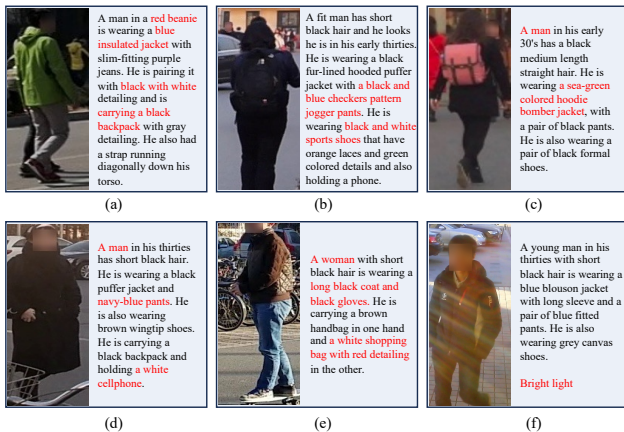 A man in a red beanie
is wearing a blue
insulated jacket with
slim-fitting purple
jeans. He is pairing it
with black with white
detailing and is
carrying a black
backpack with gray
detailing. He also had
a strap running
diagonally down his
torso.
(a)
A fit man has short
black hair and he looks
he is in his early thirties.
He is wearing a black
fur-lined hooded puffer
jacket with a black and
blue checkers pattern
jogger pants. He is
wearing black and white
sports shoes that have
orange laces and green
colored details and also
holding a phone.
(b)
A man in his early
30's has a black
medium length
straight hair. He is
wearing a sea-green
colored hoodie
bomber jacket, with
a pair of black pants.
He is also wearing a
pair of black formal
shoes.
(c)
A man in his thirties
has short black hair.
He is wearing a black
puffer jacket and
navy-blue pants. He
is also wearing
brown wingtip shoes.
He is carrying a
black backpack and
holding a white
cellphone.
(d)
A woman with short
black hair is wearing a
long black coat and
black gloves. He is
carrying a brown
handbag in one hand
and a white shopping
bag with red detailing
in the other.
(e)
A young man in his
thirties with short
black hair is wearing a
blue blouson jacket
with long sleeve and a
pair of blue fitted
pants. He is also
wearing grey canvas
shoes.
Bright light
(f)